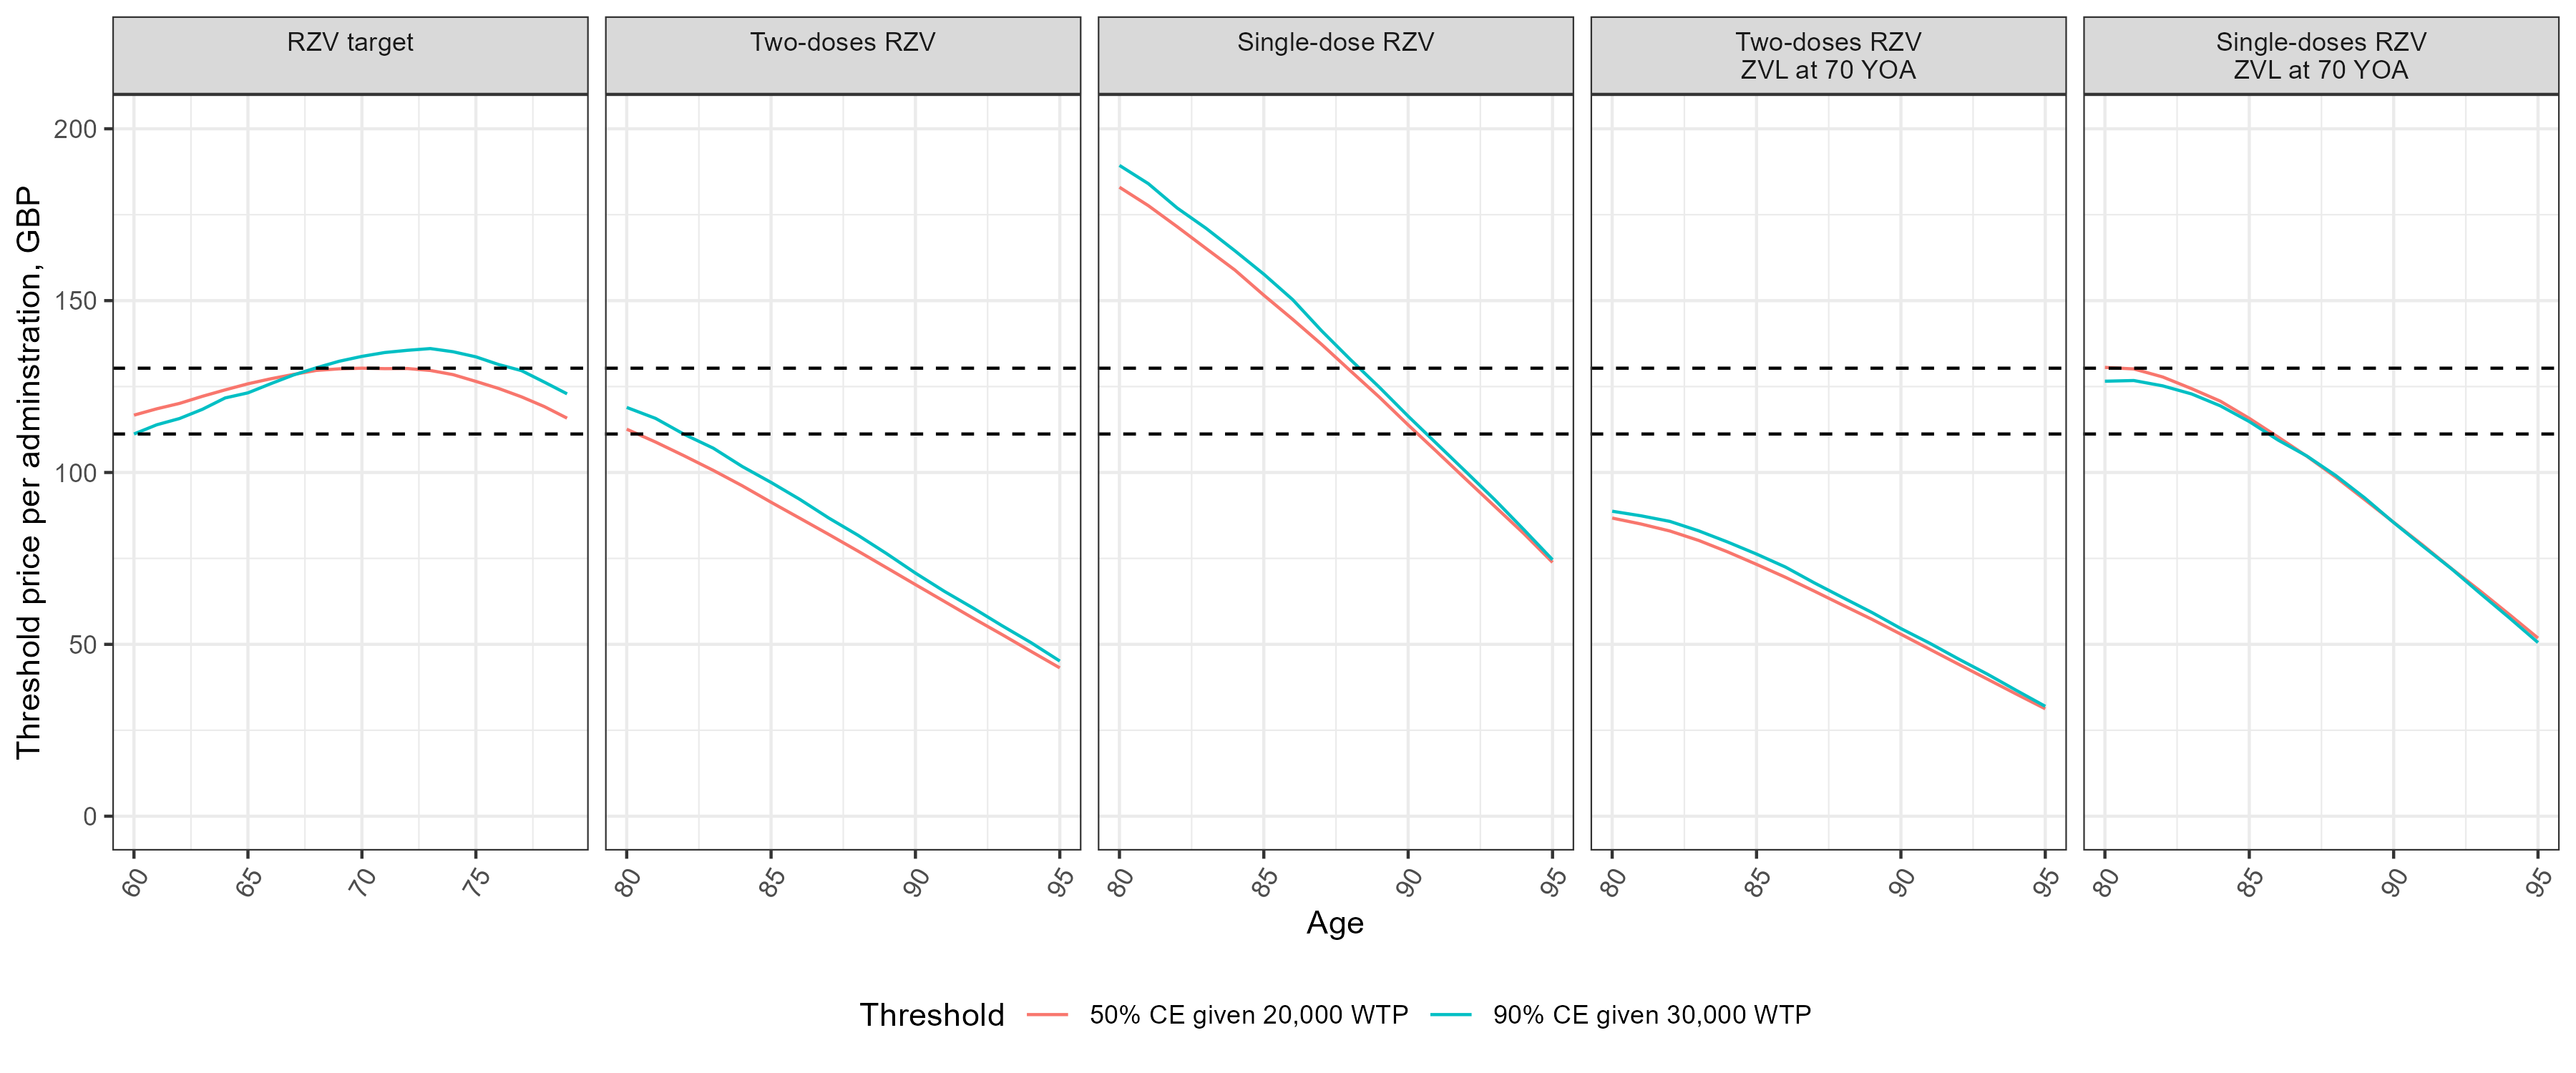 RZV target
Two-doses RZV
Single-dose RZV
Two-doses RZV
ZVL at 70 YOA
Single-doses RZV
ZVL at 70 YOA
Threshold price per adminstration, GBP
200
150
100
50
0
60 65 70 75
80 85 90 95
80 85 90 95
80 85 90 95
80 85 90 95
Age
Threshold 50% CE given 20,000 WTP 90% CE given 30,000 WTP